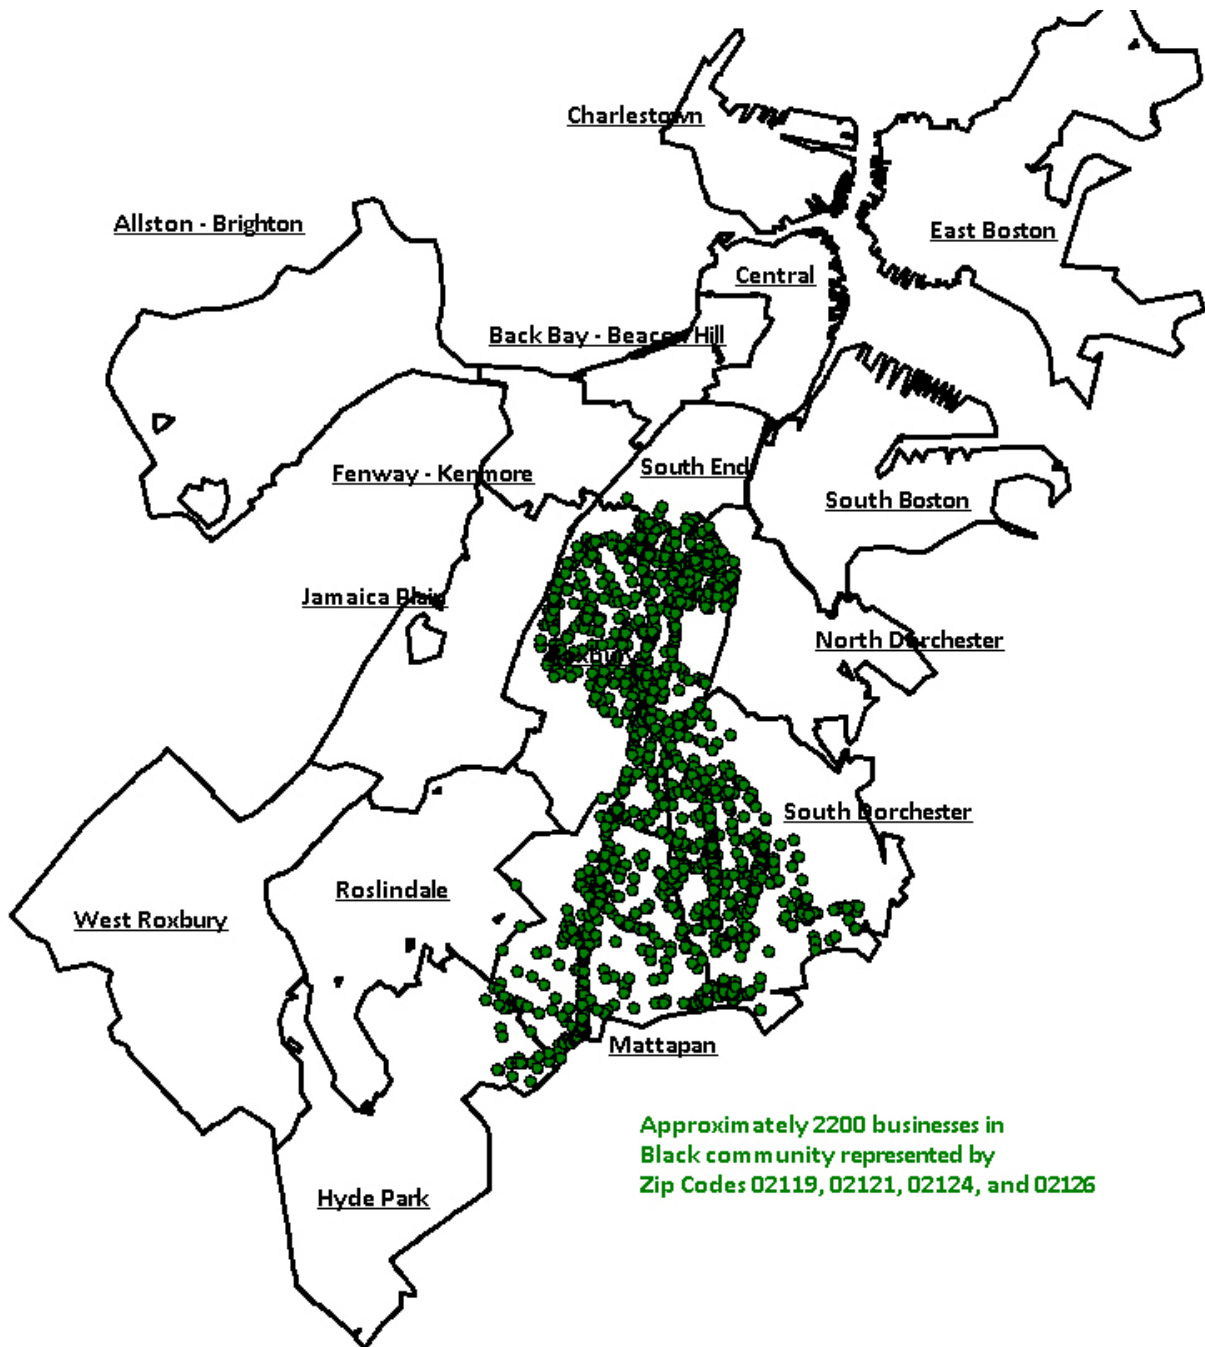 Charlestown
Allston - Brighton
East Boston
Central
Back Bay - Beacon Hill
South End
Fenway - Kenmore
South Boston
Jamaica Plain
North Dorchester
Roxbury
South Dorchester
Roslindale
West Roxbury
Mattapan
Approximately 2200 businesses in
Black community represented by
Zip Codes 02119, 02121, 02124, and 02126
Hyde Park